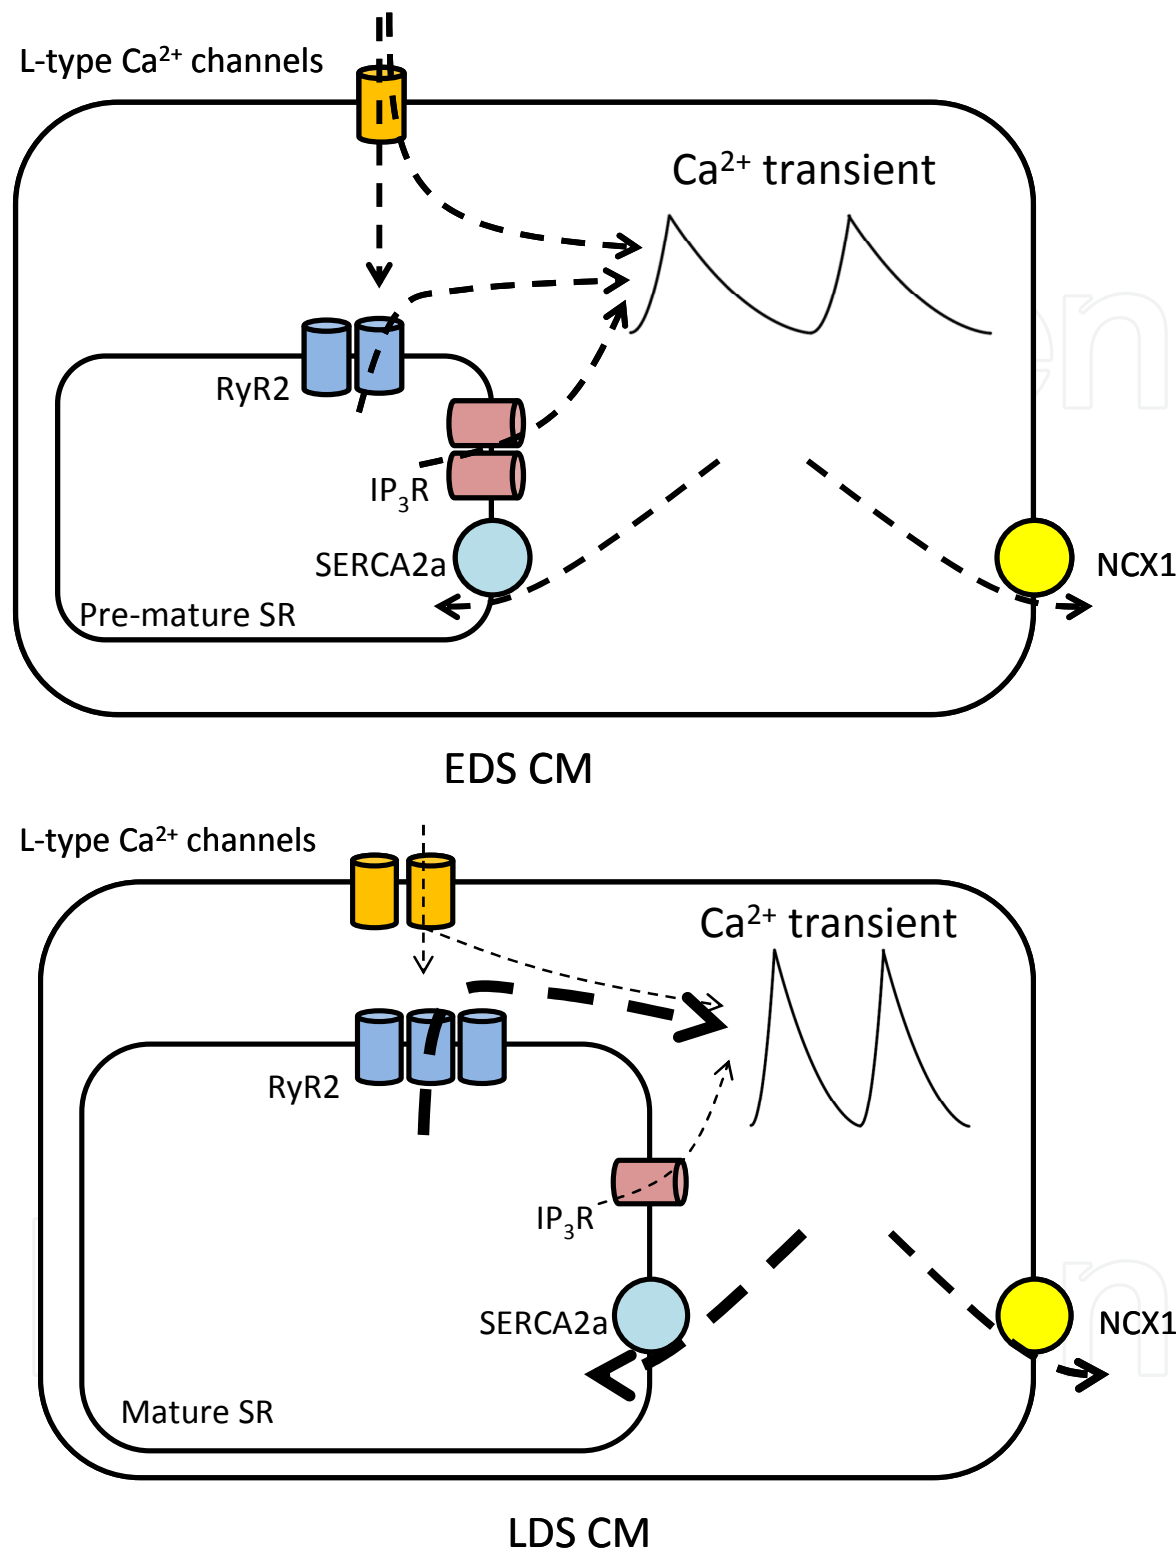 L-type Ca²⁺ channels
Ca²⁺ transient
RyR2
IP₃R
SERCA2a
NCX1
Pre-mature SR
EDS CM
L-type Ca²⁺ channels
Ca²⁺ transient
RyR2
IP₃R
SERCA2a
NCX1
Mature SR
LDS CM